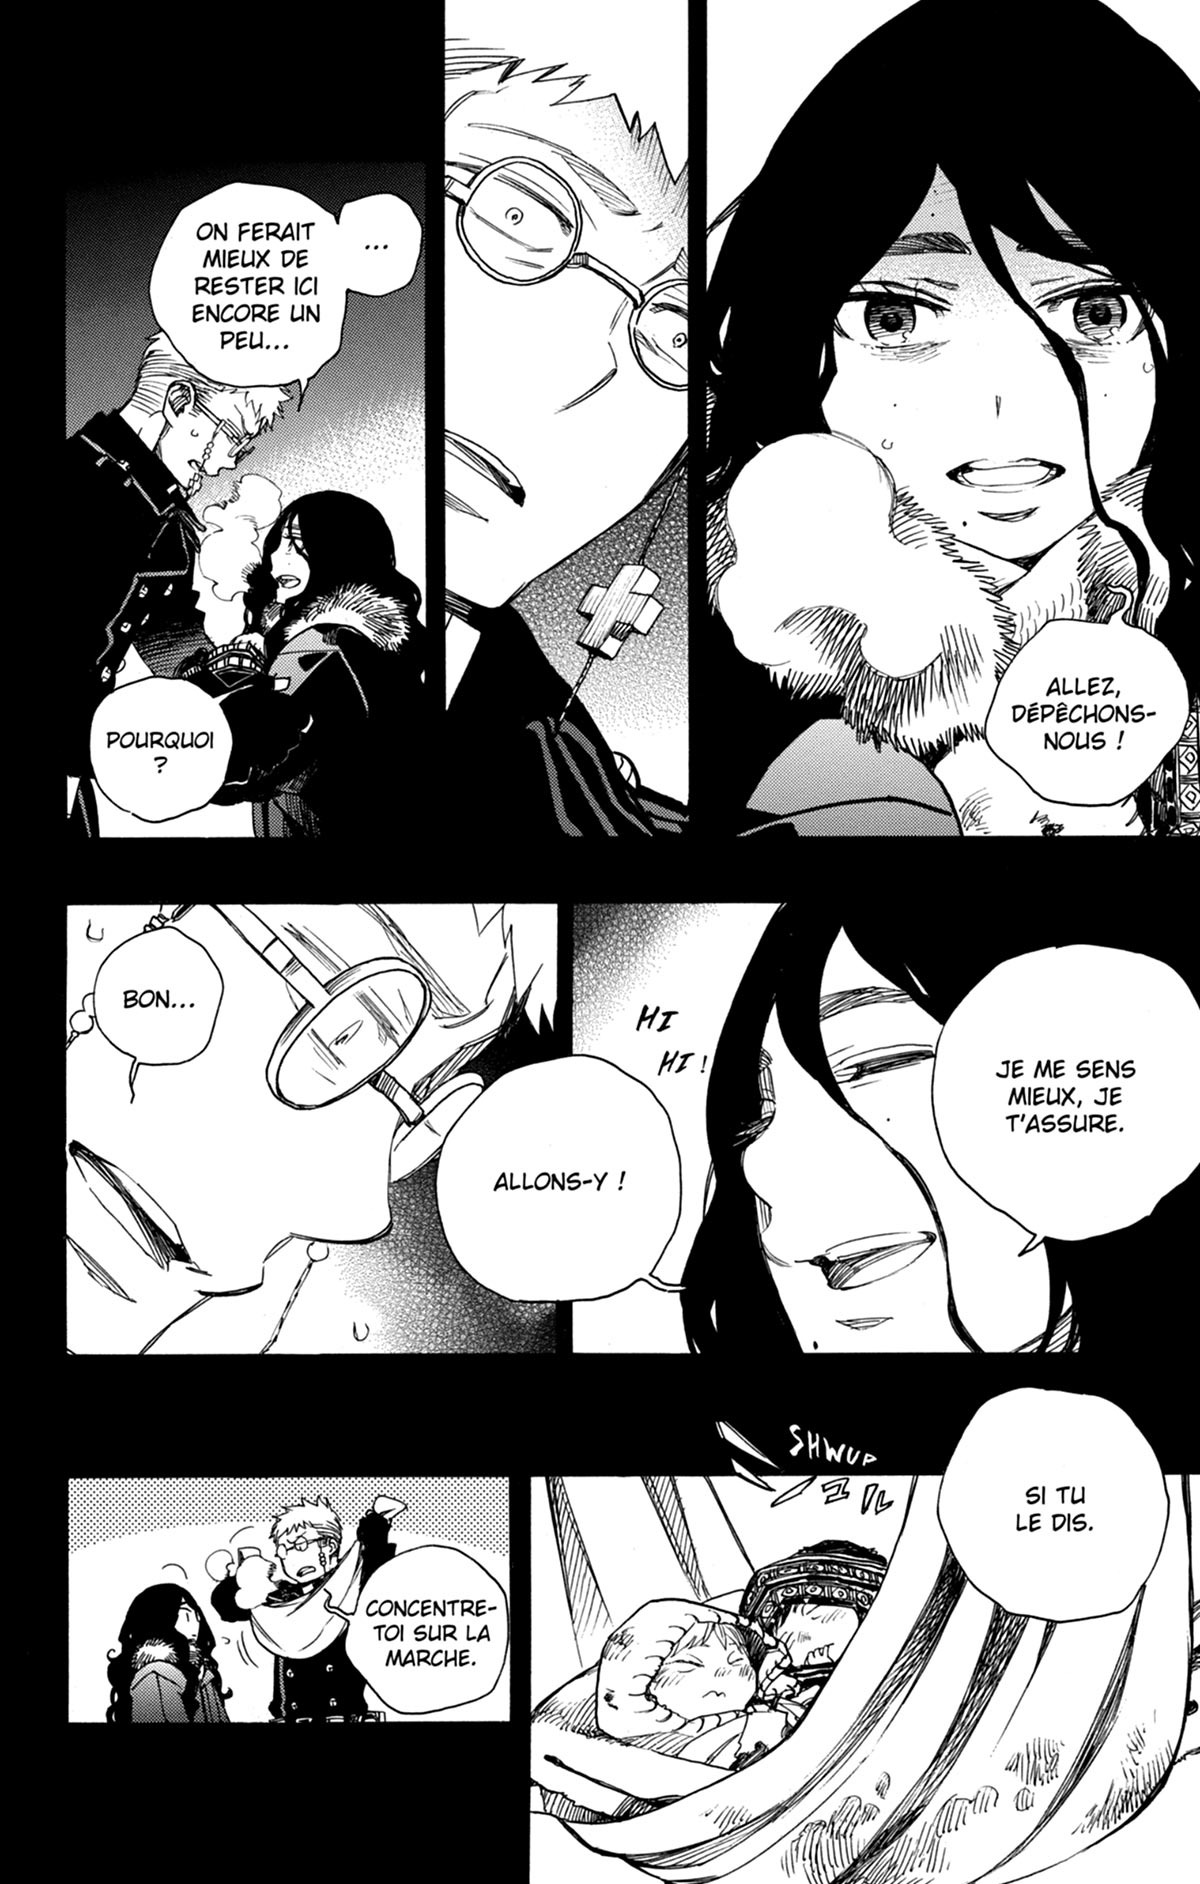 ALLEZ,
DÉPÊCHONS-
NOUS !
...
ON FERAIT
MIEUX DE
RESTER ICI
ENCORE UN
PEU...
POURQUOI
?
JE ME SENS
MIEUX, JE
T'ASSURE.
HI
HI !
ALLONS-Y !
BON...
SI TU
LE DIS.
SHWUP
CONCENTRE-
TOI SUR LA
MARCHE.